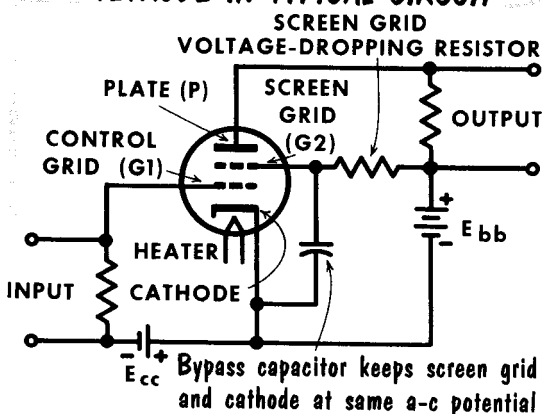 SCREEN GRID
VOLTAGE-DROPPING RESISTOR
PLATE (P)
SCREEN
GRID
(G2)
OUTPUT
CONTROL
GRID (G1)
+
E bb
-
HEATER
INPUT
CATHODE
- +
Ecc
Bypass capacitor keeps screen grid
and cathode at same a-c potential